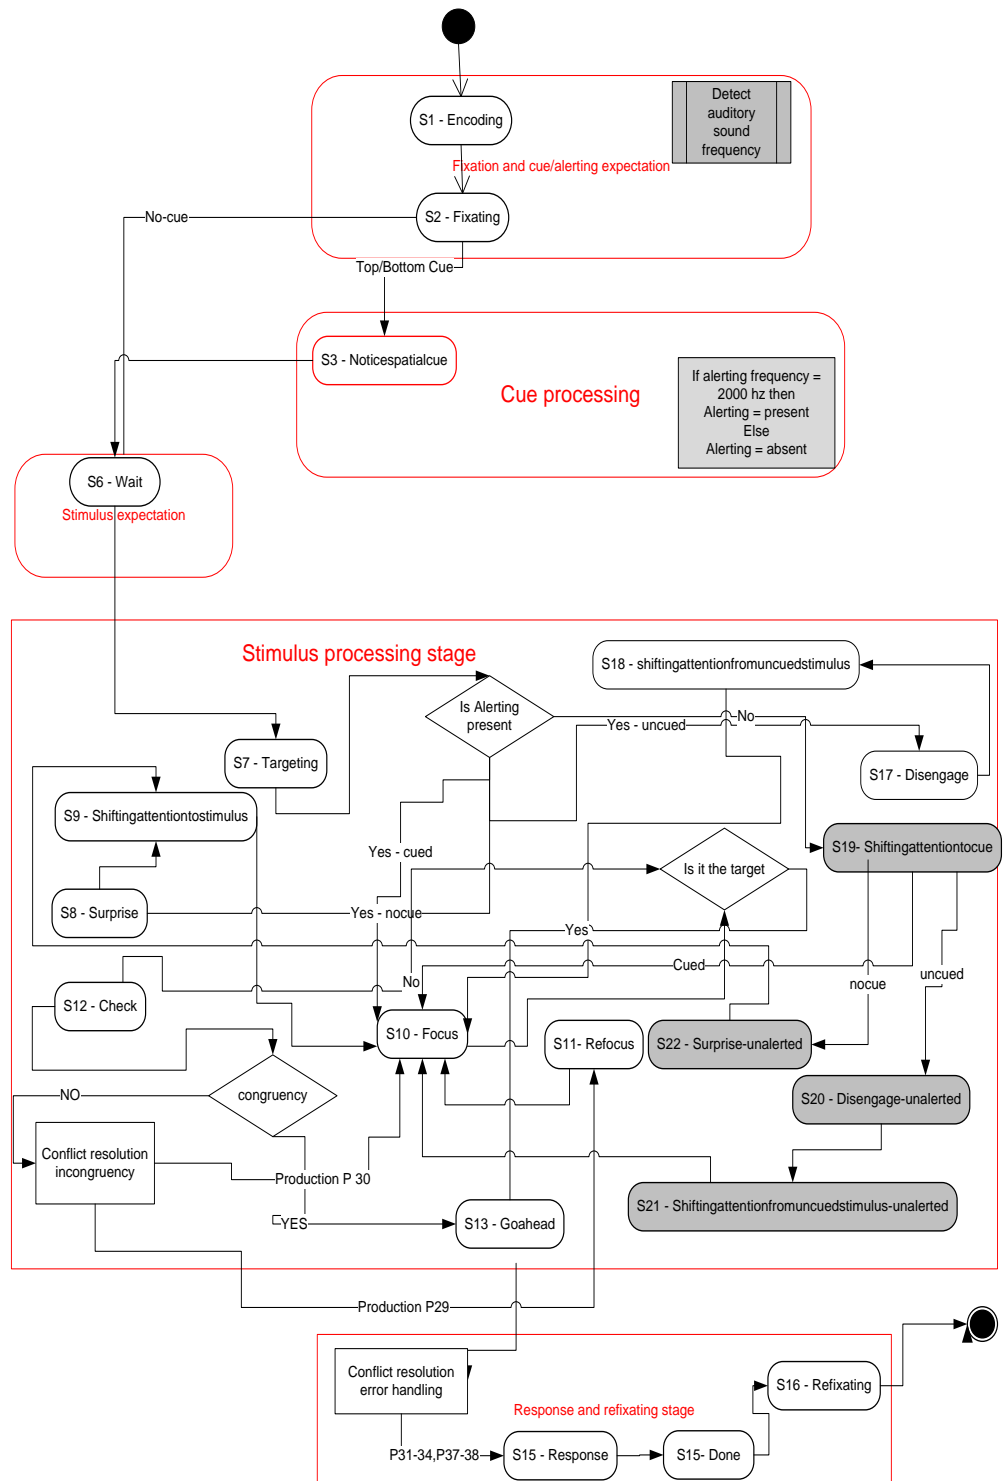 S1 - Encoding
Detect
auditory
sound
frequency
Fixation and cue/alerting expectation
S2 - Fixating
No-cue
Top/Bottom Cue
S3 - Noticespatialcue
Cue processing
If alerting frequency =
2000 hz then
Alerting = present
Else
Alerting = absent
S6 - Wait
Stimulus expectation
Stimulus processing stage
S18 - shiftingattentionfromuncuedstimulus
Is Alerting
present
No
Yes - uncued
S7 - Targeting
S17 - Disengage
S9 - Shiftingattentiontostimulus
S19- Shiftingattentiontocue
Yes - cued
Is it the target
S8 - Surprise
Yes - nocue
Yes
Cued
uncued
nocue
No
S12 - Check
S10 - Focus
S11- Refocus
S22 - Surprise-unalerted
NO
congruency
S20 - Disengage-unalerted
Conflict resolution
incongruency
Production P 30
S21 - Shiftingattentionfromuncuedstimulus-unalerted
YES
S13 - Goahead
Production P29
Conflict resolution
error handling
S16 - Refixating
Response and refixating stage
P31-34,P37-38
S15 - Response
S15- Done